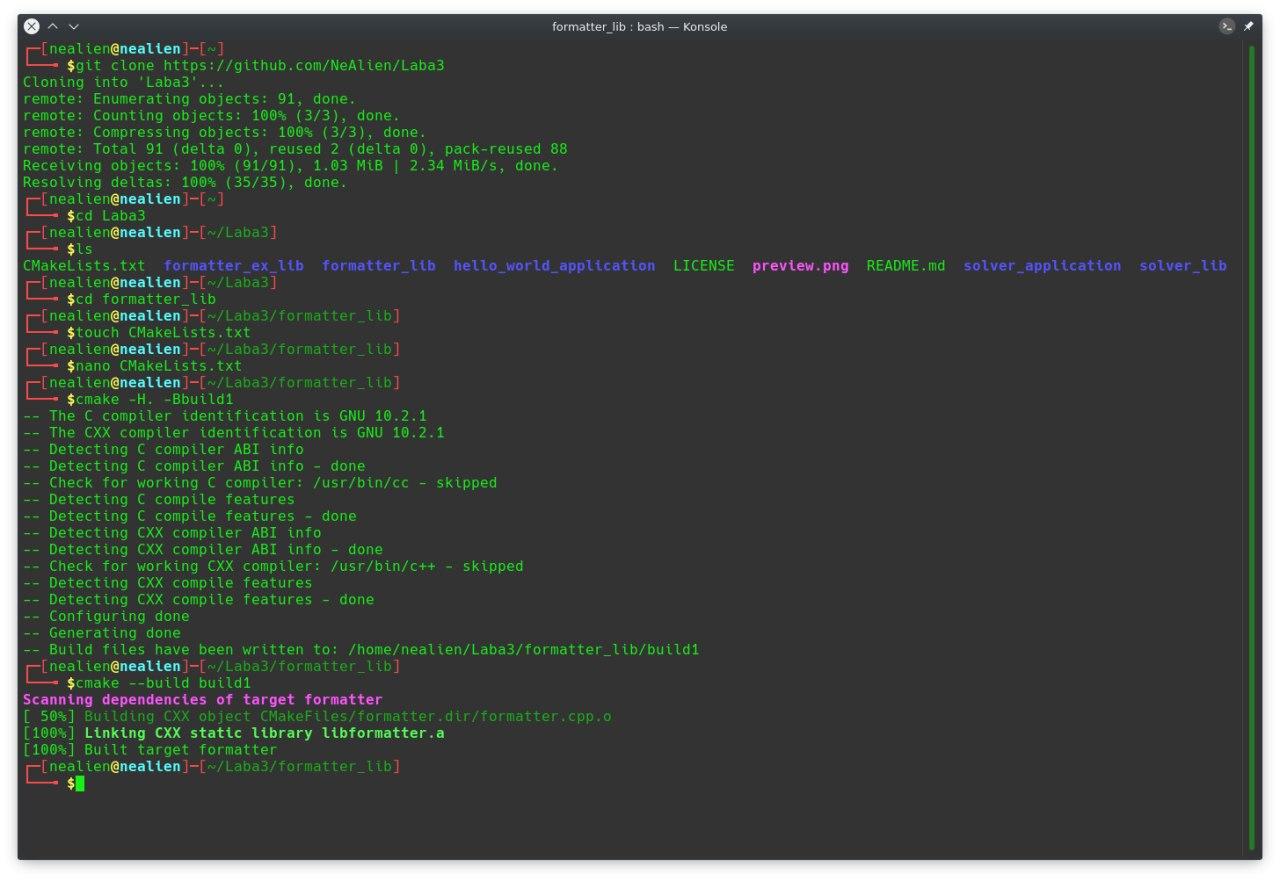 formatter_lib : bash — Konsole
┌─[nealien@nealien]─[~]
└──╼ $git clone https://github.com/NeAlien/Laba3
Cloning into 'Laba3'...
remote: Enumerating objects: 91, done.
remote: Counting objects: 100% (3/3), done.
remote: Compressing objects: 100% (3/3), done.
remote: Total 91 (delta 0), reused 2 (delta 0), pack-reused 88
Receiving objects: 100% (91/91), 1.03 MiB | 2.34 MiB/s, done.
Resolving deltas: 100% (35/35), done.
┌─[nealien@nealien]─[~]
└──╼ $cd Laba3
┌─[nealien@nealien]─[~/Laba3]
└──╼ $ls
CMakeLists.txt  formatter_ex_lib  formatter_lib  hello_world_application  LICENSE  preview.png  README.md  solver_application  solver_lib
┌─[nealien@nealien]─[~/Laba3]
└──╼ $cd formatter_lib
┌─[nealien@nealien]─[~/Laba3/formatter_lib]
└──╼ $touch CMakeLists.txt
┌─[nealien@nealien]─[~/Laba3/formatter_lib]
└──╼ $nano CMakeLists.txt
┌─[nealien@nealien]─[~/Laba3/formatter_lib]
└──╼ $cmake -H. -Bbuild1
-- The C compiler identification is GNU 10.2.1
-- The CXX compiler identification is GNU 10.2.1
-- Detecting C compiler ABI info
-- Detecting C compiler ABI info - done
-- Check for working C compiler: /usr/bin/cc - skipped
-- Detecting C compile features
-- Detecting C compile features - done
-- Detecting CXX compiler ABI info
-- Detecting CXX compiler ABI info - done
-- Check for working CXX compiler: /usr/bin/c++ - skipped
-- Detecting CXX compile features
-- Detecting CXX compile features - done
-- Configuring done
-- Generating done
-- Build files have been written to: /home/nealien/Laba3/formatter_lib/build1
┌─[nealien@nealien]─[~/Laba3/formatter_lib]
└──╼ $cmake --build build1
Scanning dependencies of target formatter
[ 50%] Building CXX object CMakeFiles/formatter.dir/formatter.cpp.o
[100%] Linking CXX static library libformatter.a
[100%] Built target formatter
┌─[nealien@nealien]─[~/Laba3/formatter_lib]
└──╼ $